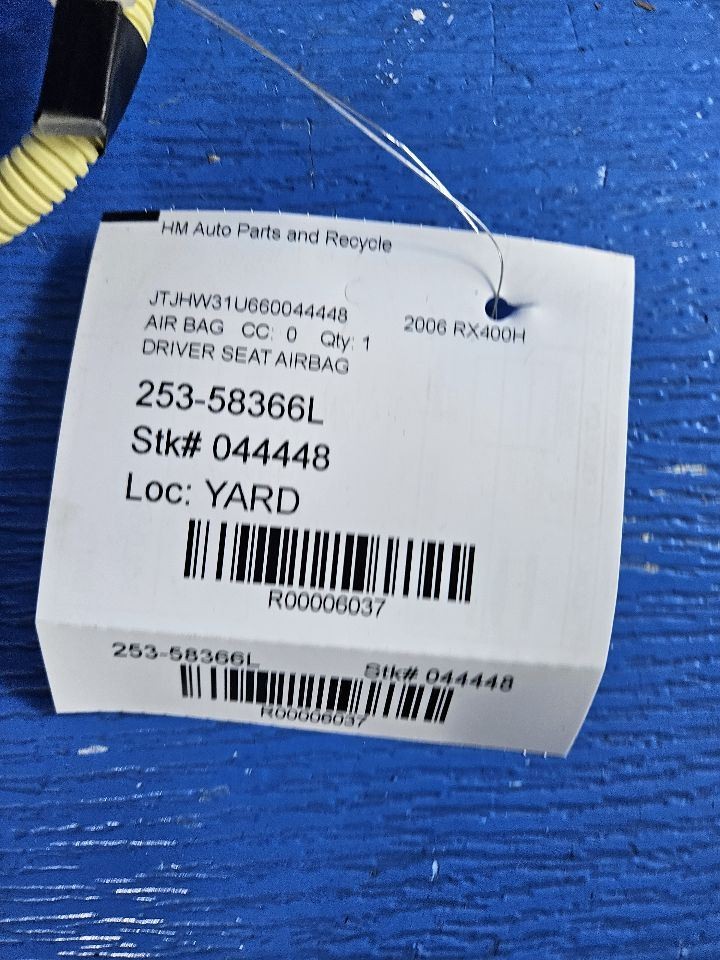 HM Auto Parts and Recycle
JTJHW31U660044448
2006 RX400H
AIR BAG CC: 0 Qty: 1
DRIVER SEAT AIRBAG
253-58366L
Stk# 044448
Loc: YARD
R00006037
253-58366L Stk# 044448
R00006037